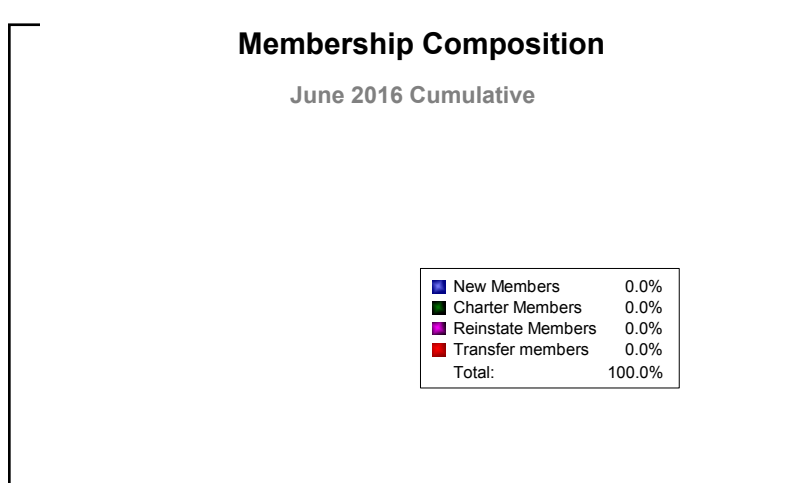 Membership Composition
June 2016 Cumulative
New Members 0.0%
Charter Members 0.0%
Reinstate Members 0.0%
Transfer members 0.0%
Total: 100.0%